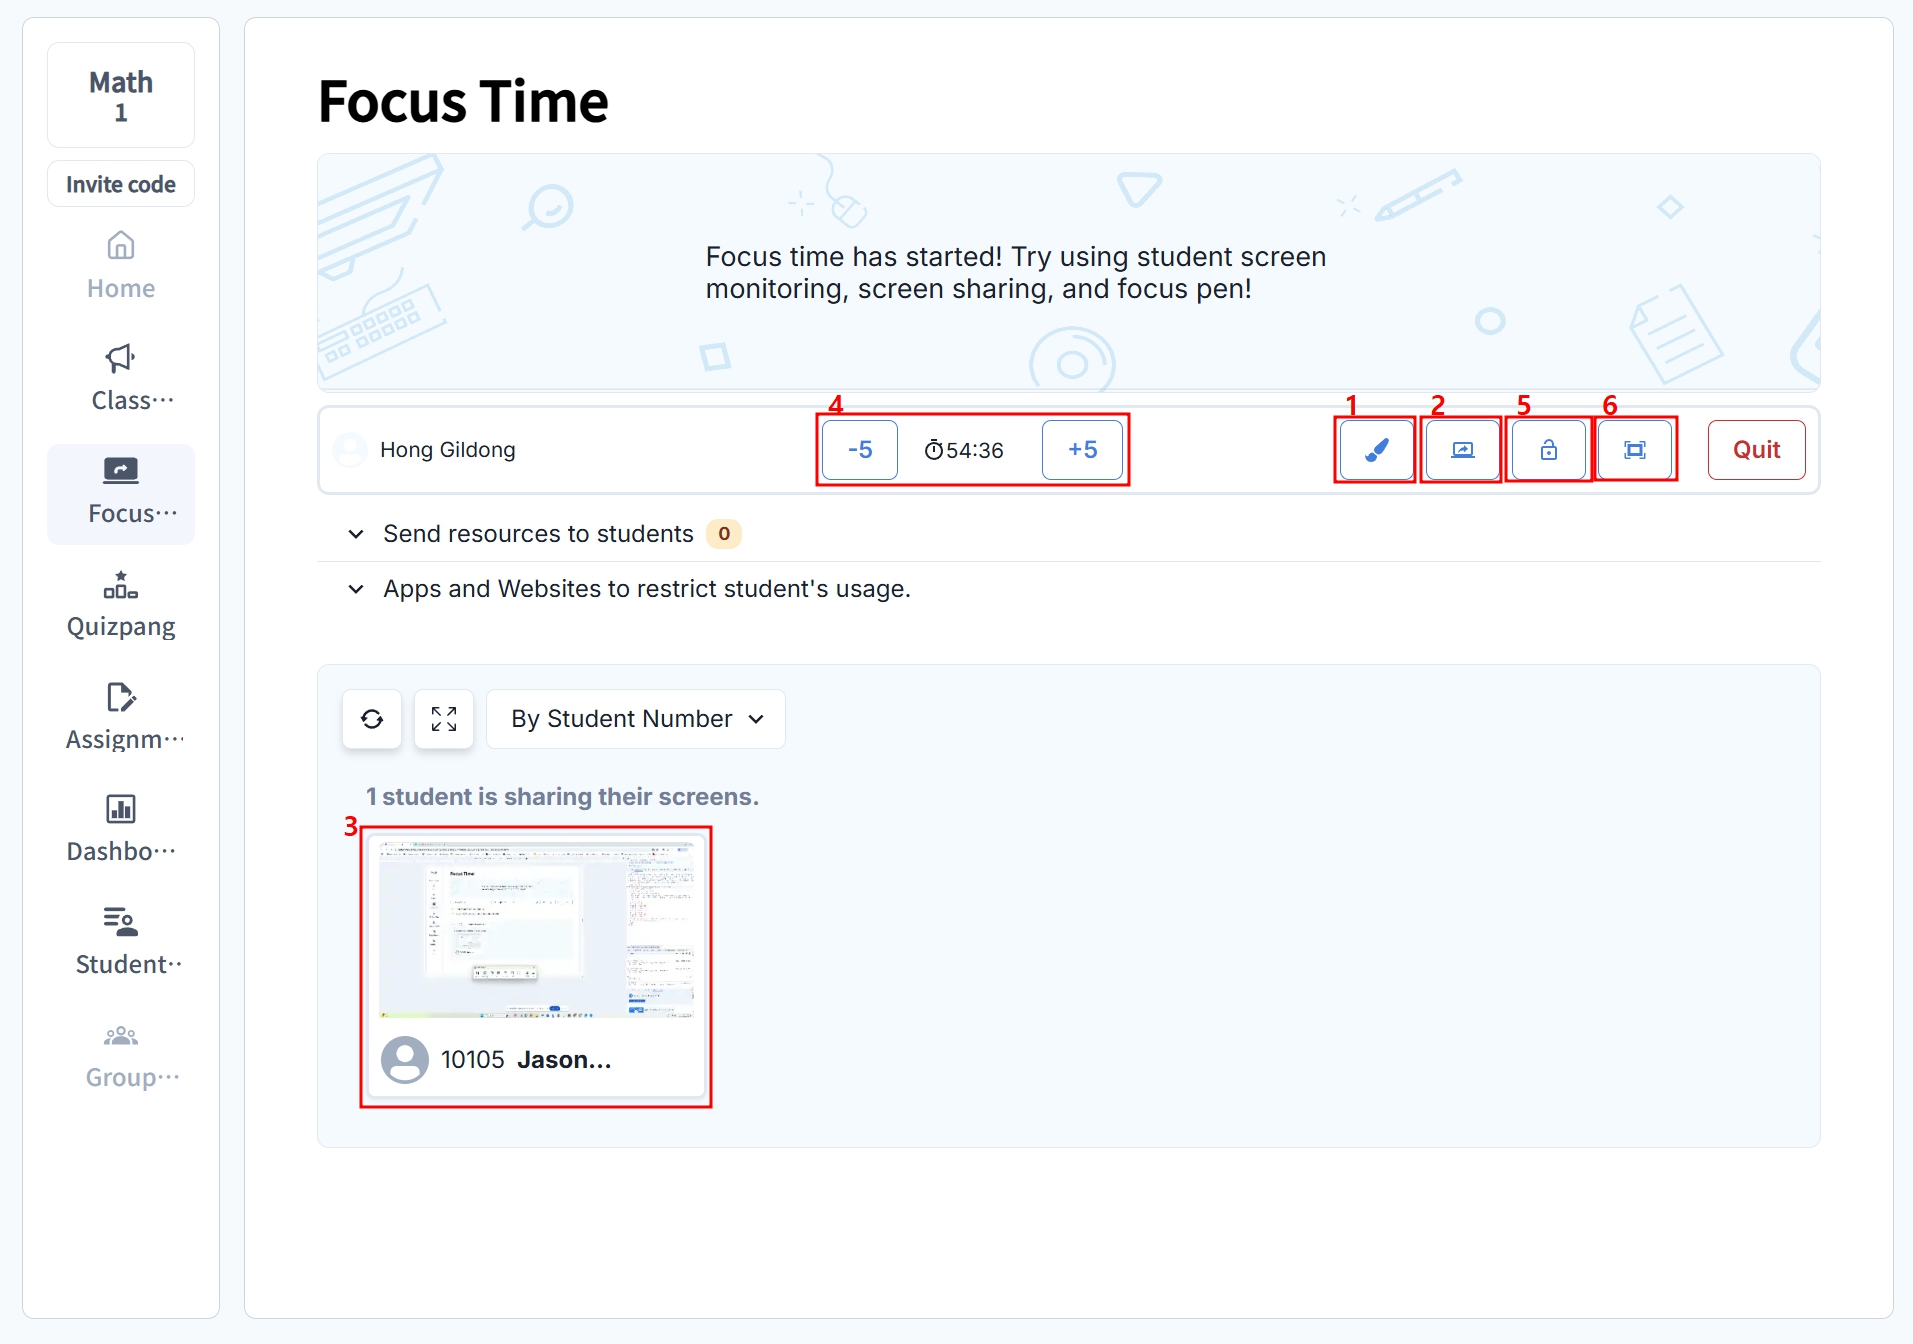 Math
1
Invite code
Home
Class···
Focus···
Quizpang
Assignm···
Dashbo···
Student··
Group···
Focus Time
Focus time has started! Try using student screen
monitoring, screen sharing, and focus pen!
Hong Gildong
4
-5
54:36
+5
1
2
5
6
Quit
Send resources to students 0
Apps and Websites to restrict student's usage.
By Student Number
1 student is sharing their screens.
3
Focus Time
10105 Jason...